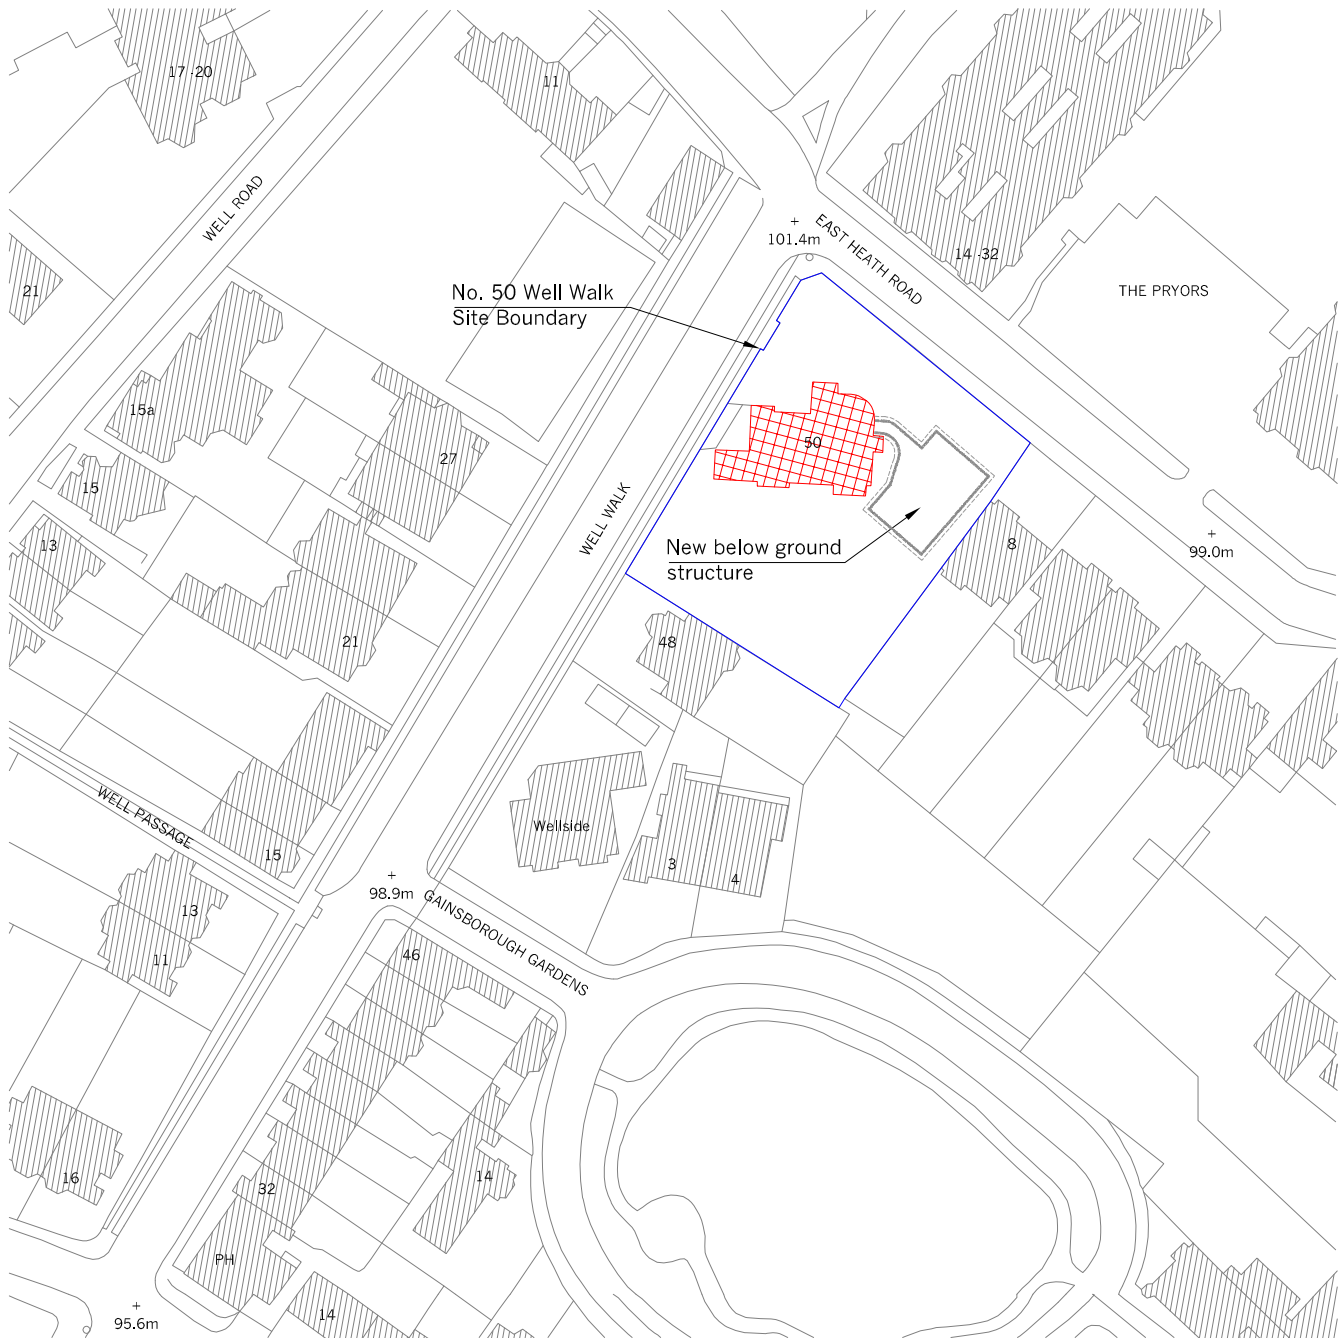 17-20
11
WELL ROAD
101.4m
EAST HEATH ROAD
14-32
THE PRYORS
21
No. 50 Well Walk
Site Boundary
15a
27
50
15
WELL WALK
13
New below ground
structure
8
99.0m
21
48
WELL PASSAGE
Wellside
15
3
4
98.9m
GAINSBOROUGH GARDENS
13
11
46
16
32
14
PH
14
95.6m